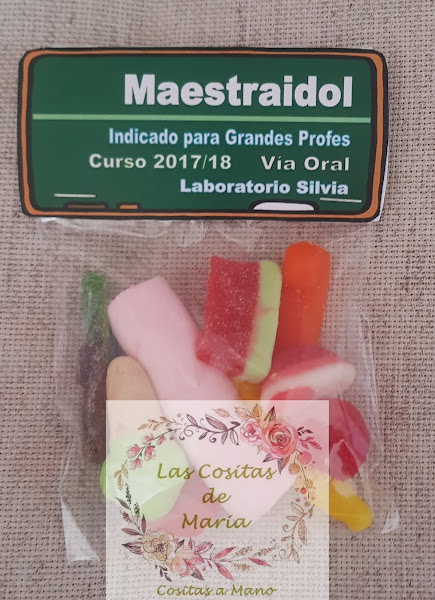 Maestraidol
Indicado para Grandes Profes
Curso 2017/18 Vía Oral
Laboratorio Silvia
Las Cositas
de
María
Cositas a Mano